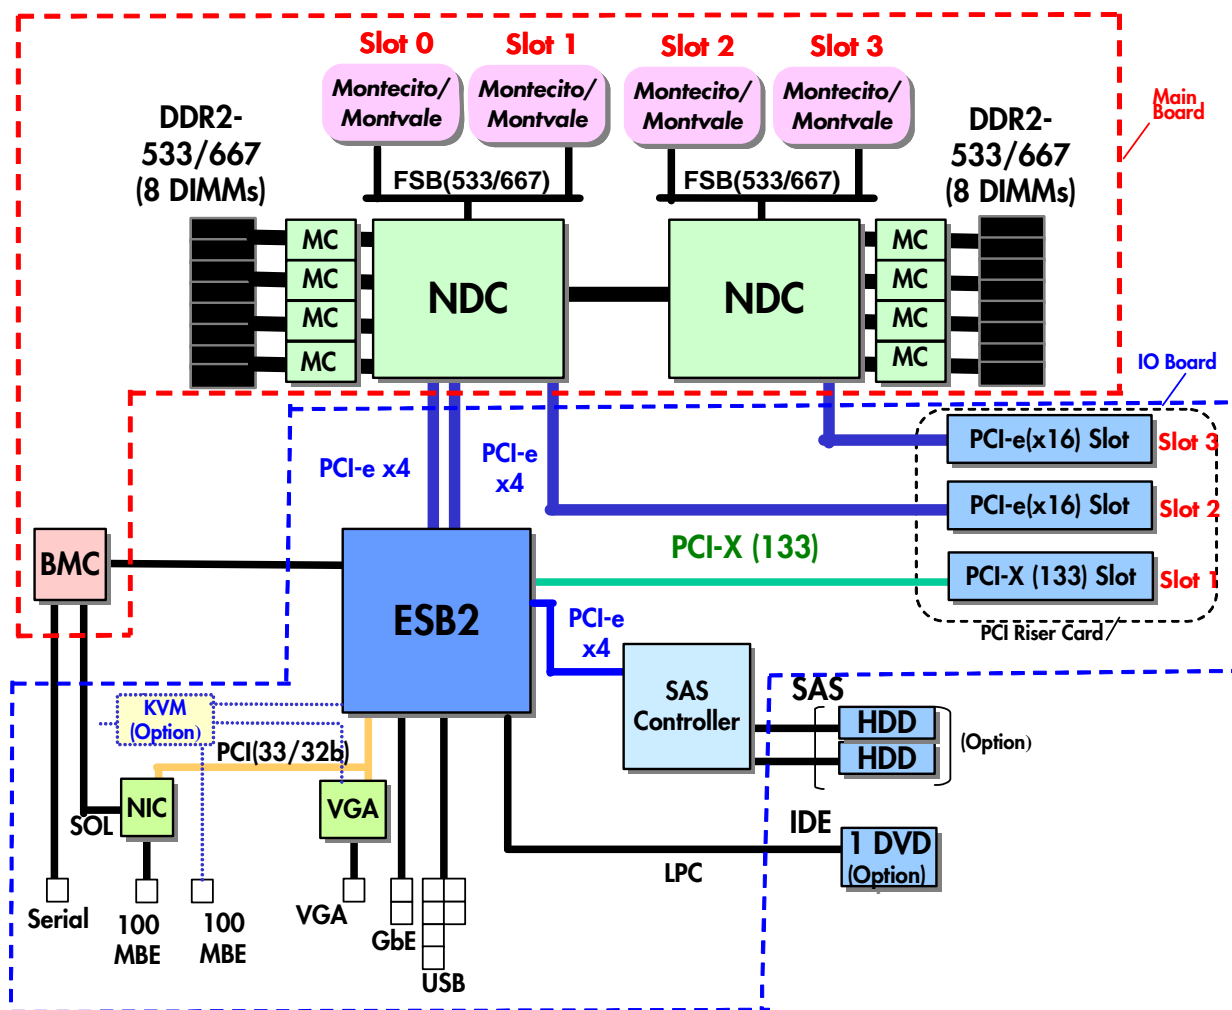 Slot 0
Slot 1
Slot 2
Slot 3
Montecito/
Montvale
Montecito/
Montvale
Montecito/
Montvale
Montecito/
Montvale
Main
Board
DDR2-
533/667
(8 DIMMs)
DDR2-
533/667
(8 DIMMs)
FSB(533/667)
FSB(533/667)
MC
MC
MC
MC
NDC
NDC
MC
MC
MC
MC
IO Board
PCI-e x4
PCI-e
x4
PCI-e(x16) Slot
Slot 3
PCI-e(x16) Slot
Slot 2
PCI-X (133)
PCI-X (133) Slot
Slot 1
PCI Riser Card
BMC
ESB2
PCI-e
x4
SAS
Controller
SAS
HDD
HDD
(Option)
KVM
(Option)
PCI(33/32b)
NIC
SOL
VGA
IDE
1 DVD
(Option)
LPC
Serial
100
MBE
100
MBE
VGA
GbE
USB